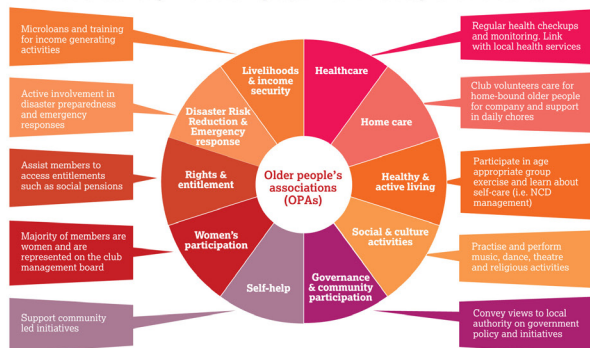 Microloans and training
for income generating
activities
Active involvement in
disaster preparedness
and emergency
responses
Assist members to
access entitlements
such as social pensions
Majority of members are
women and are
represented on the club
management board
Support community
led initiatives
Livelihoods
& income
security
Healthcare
Disaster Risk
Reduction &
Emergency
response
Home care
Rights &
entitlement
Older people's
associations
(OPAs)
Healthy &
active living
Women's
participation
Social & culture
activities
Self-help
Governance
& community
participation
Regular health checkups
and monitoring. Link
with local health services
Club volunteers care for
home-bound older people
for company and support
in daily chores
Participate in age
appropriate group
exercise and learn about
self-care (i.e. NCD
management)
Practise and perform
music, dance, theatre
and religious activities
Convey views to local
authority on government
policy and initiatives